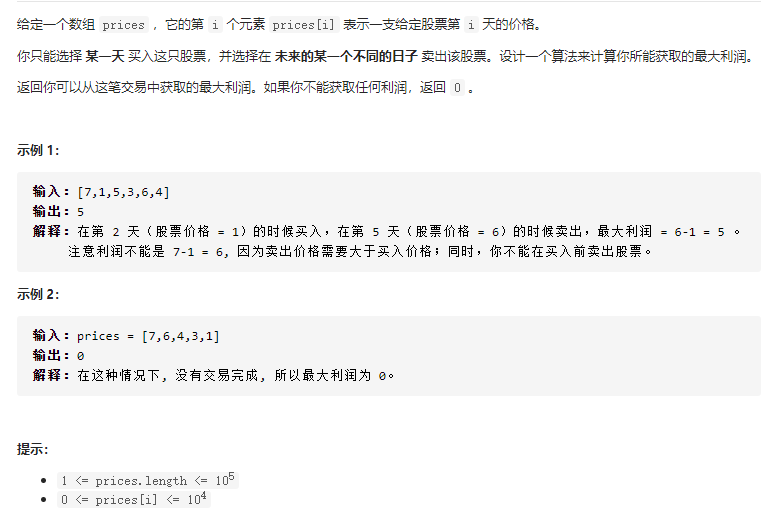 给定一个数组 prices ，它的第 i 个元素 prices[i] 表示一支给定股票第 i 天的价格。
你只能选择 某一天 买入这只股票，并选择在 未来的某一个不同的日子 卖出该股票。设计一个算法来计算你所能获取的最大利润。
返回你可以从这笔交易中获取的最大利润。如果你不能获取任何利润，返回 0 。
示例 1：
输入：[7,1,5,3,6,4]
输出：5
解释：在第 2 天（股票价格 = 1）的时候买入，在第 5 天（股票价格 = 6）的时候卖出，最大利润 = 6-1 = 5 。
注意利润不能是 7-1 = 6, 因为卖出价格需要大于买入价格；同时，你不能在买入前卖出股票。
示例 2：
输入：prices = [7,6,4,3,1]
输出：0
解释：在这种情况下, 没有交易完成, 所以最大利润为 0。
提示：
• 1 <= prices.length <= 10⁵
• 0 <= prices[i] <= 10⁴